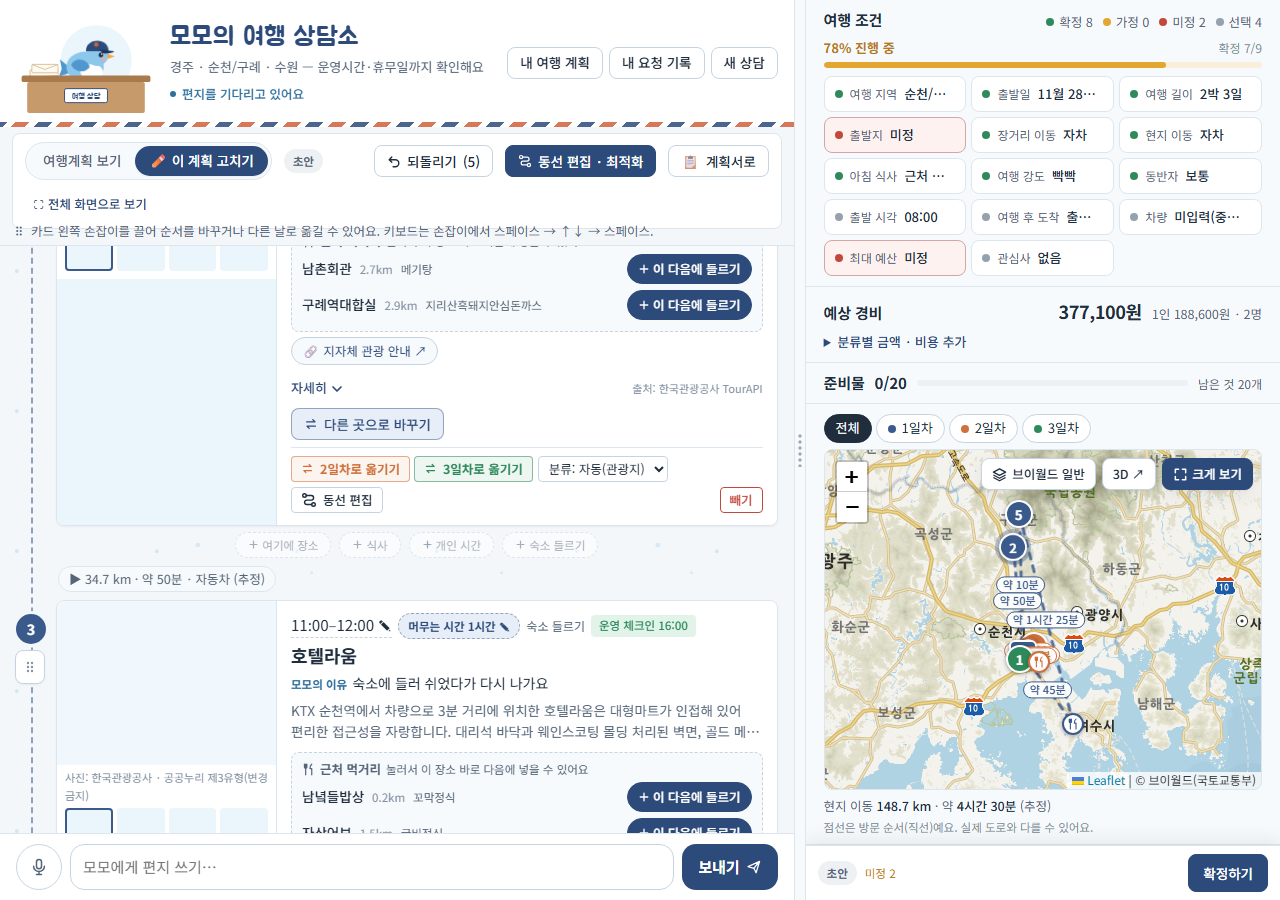 모모의 여행 상담소
경주 · 순천/구례 · 수원 — 운영시간·휴무일까지 확인해요
편지를 기다리고 있어요
여행 상담
내 여행 계획
내 요청 기록
새 상담
여행계획 보기
이 계획 고치기
초안
되돌리기 (5)
동선 편집 · 최적화
계획서로
전체 화면으로 보기
카드 왼쪽 손잡이를 끌어 순서를 바꾸거나 다른 날로 옮길 수 있어요. 키보드는 손잡이에서 스페이스 → ↑↓ → 스페이스.
남촌회관 2.7km 메기탕
+ 이 다음에 들르기
구례역대합실 2.9km 지리산흑돼지안심돈까스
+ 이 다음에 들르기
지자체 관광 안내 ↗
자세히
출처: 한국관광공사 TourAPI
다른 곳으로 바꾸기
2일차로 옮기기
3일차로 옮기기
분류: 자동(관광지)
동선 편집
빼기
+ 여기에 장소
+ 식사
+ 개인 시간
+ 숙소 들르기
▶ 34.7 km · 약 50분 · 자동차 (추정)
3
11:00–12:00
머무는 시간 1시간
숙소 들르기
운영 체크인 16:00
호텔라움
모모의 이유 숙소에 들러 쉬었다가 다시 나가요
KTX 순천역에서 차량으로 3분 거리에 위치한 호텔라움은 대형마트가 인접해 있어
편리한 접근성을 자랑합니다. 대리석 바닥과 웨인스코팅 몰딩 처리된 벽면, 골드 메…
사진: 한국관광공사 · 공공누리 제3유형(변경
금지)
근처 먹거리 눌러서 이 장소 바로 다음에 넣을 수 있어요
남녘들밥상 0.2km 꼬막정식
+ 이 다음에 들르기
모모에게 편지 쓰기…
보내기
여행 조건
확정 8
가정 0
미정 2
선택 4
78% 진행 중
확정 7/9
여행 지역 순천/…
출발일 11월 28…
여행 길이 2박 3일
출발지 미정
장거리 이동 자차
현지 이동 자차
아침 식사 근처 …
여행 강도 빡빡
동반자 보통
출발 시각 08:00
여행 후 도착 출…
차량 미입력(중…
최대 예산 미정
관심사 없음
예상 경비
377,100원 1인 188,600원 · 2명
▶ 분류별 금액 · 비용 추가
준비물 0/20
남은 것 20개
전체
1일차
2일차
3일차
+
−
브이월드 일반
3D ↗
크게 보기
국립공원
5
곡성군
2
광주
하동군
약 10분
10
약 50분
광양시
약 1시간 25분
화순군
순천시
10
1
약 45분
보성군
10
남해군
여수시
Leaflet | © 브이월드(국토교통부)
현지 이동 148.7 km · 약 4시간 30분 (추정)
점선은 방문 순서(직선)예요. 실제 도로와 다를 수 있어요.
초안
미정 2
확정하기